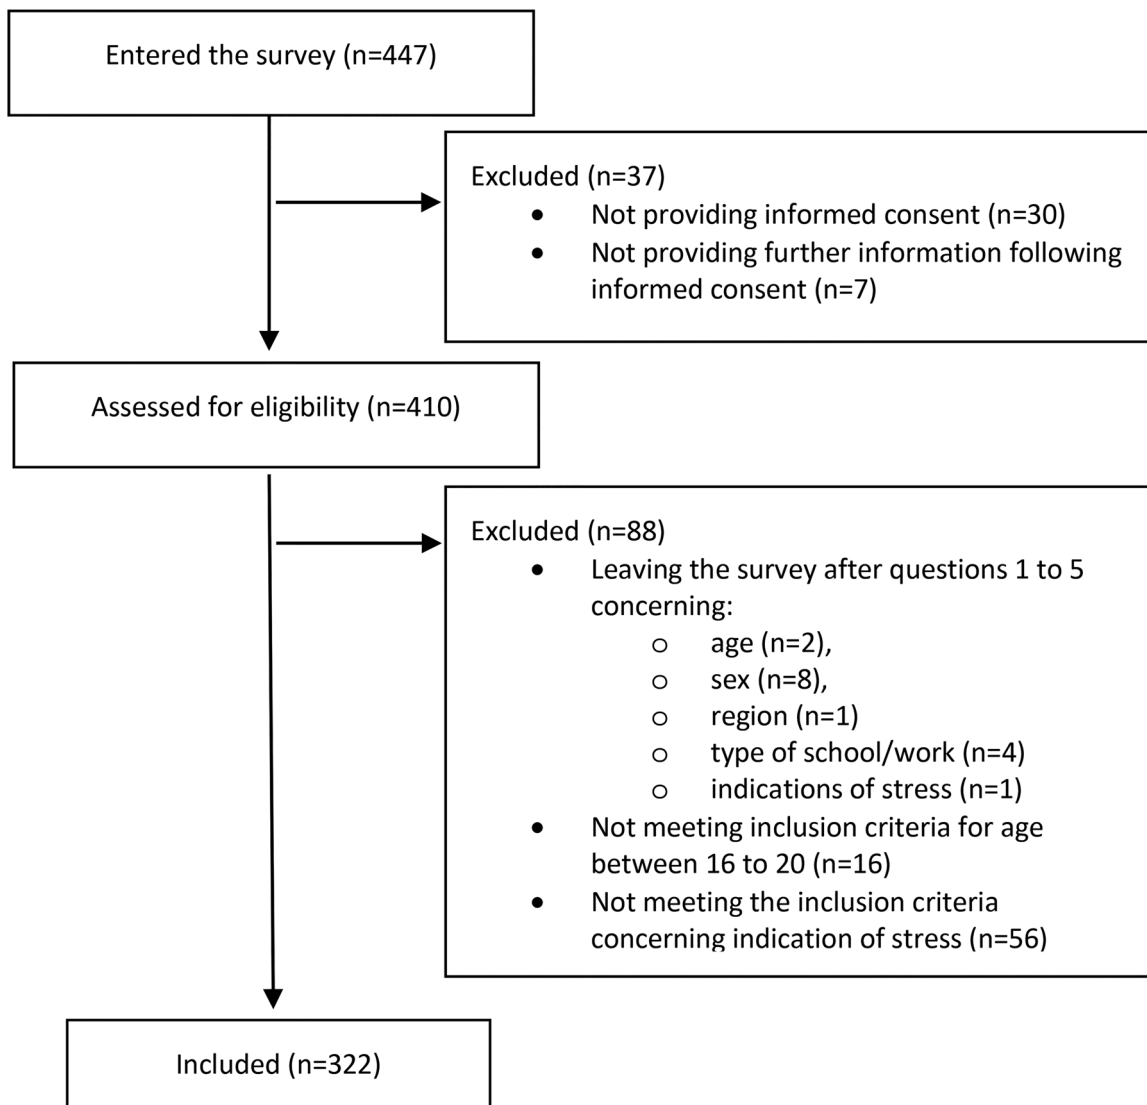 Entered the survey (n=447)
Excluded (n=37)
• Not providing informed consent (n=30)
• Not providing further information following
informed consent (n=7)
Assessed for eligibility (n=410)
Excluded (n=88)
• Leaving the survey after questions 1 to 5
concerning:
o age (n=2),
o sex (n=8),
o region (n=1)
o type of school/work (n=4)
o indications of stress (n=1)
• Not meeting inclusion criteria for age
between 16 to 20 (n=16)
• Not meeting the inclusion criteria
concerning indication of stress (n=56)
Included (n=322)